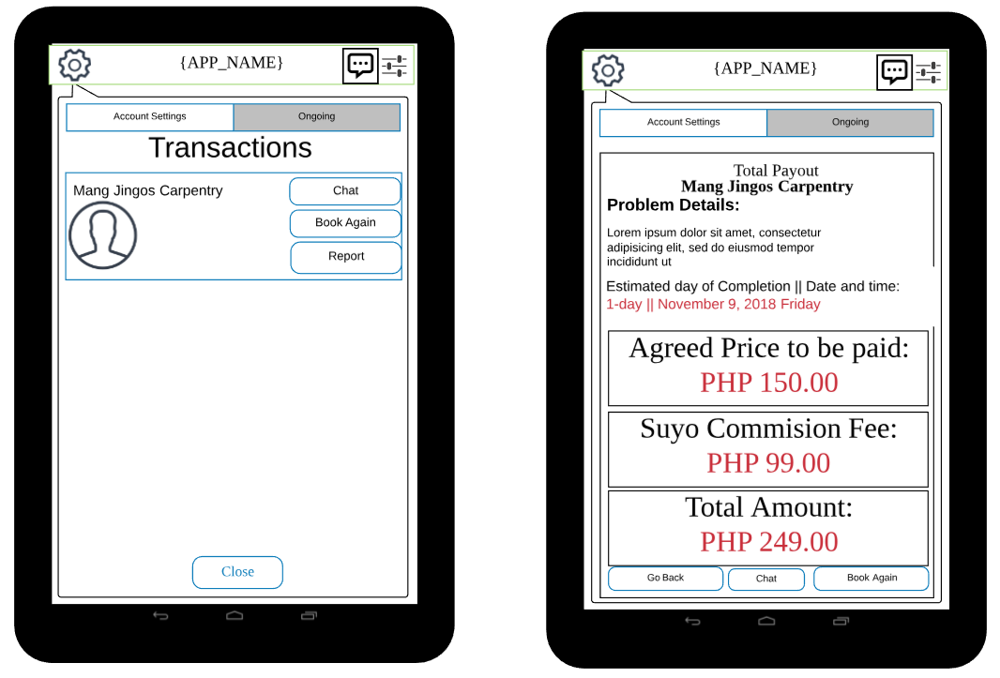 {APP_NAME}
Account Settings
Ongoing
Transactions
Mang Jingos Carpentry
Chat
Book Again
Report
Close
{APP_NAME}
Account Settings
Ongoing
Total Payout
Mang Jingos Carpentry
Problem Details:
Lorem ipsum dolor sit amet, consectetur
adipisicing elit, sed do eiusmod tempor
incididunt ut
Estimated day of Completion || Date and time:
1-day || November 9, 2018 Friday
Agreed Price to be paid:
PHP 150.00
Suyo Commision Fee:
PHP 99.00
Total Amount:
PHP 249.00
Go Back
Chat
Book Again